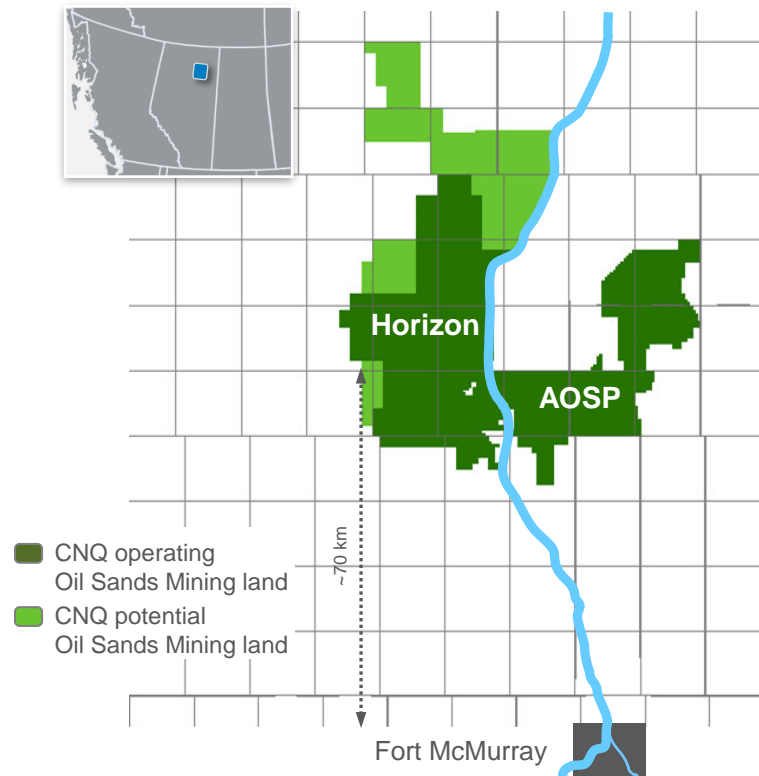 Horizon
AOSP
CNQ operating
Oil Sands Mining land
CNQ potential
Oil Sands Mining land
~70 km
Fort McMurray